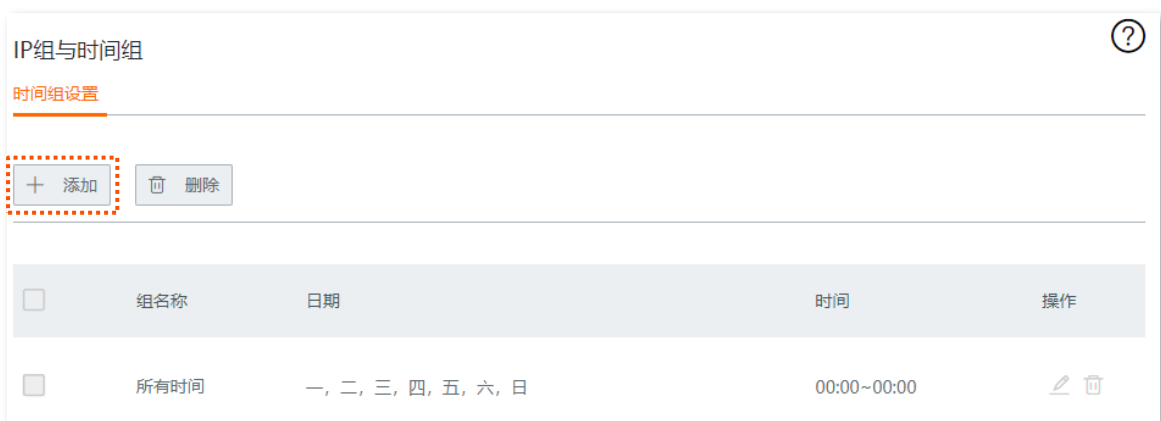 IP组与时间组
?
时间组设置
添加 删除
组名称 日期 时间 操作
所有时间 一, 二, 三, 四, 五, 六, 日 00:00~00:00